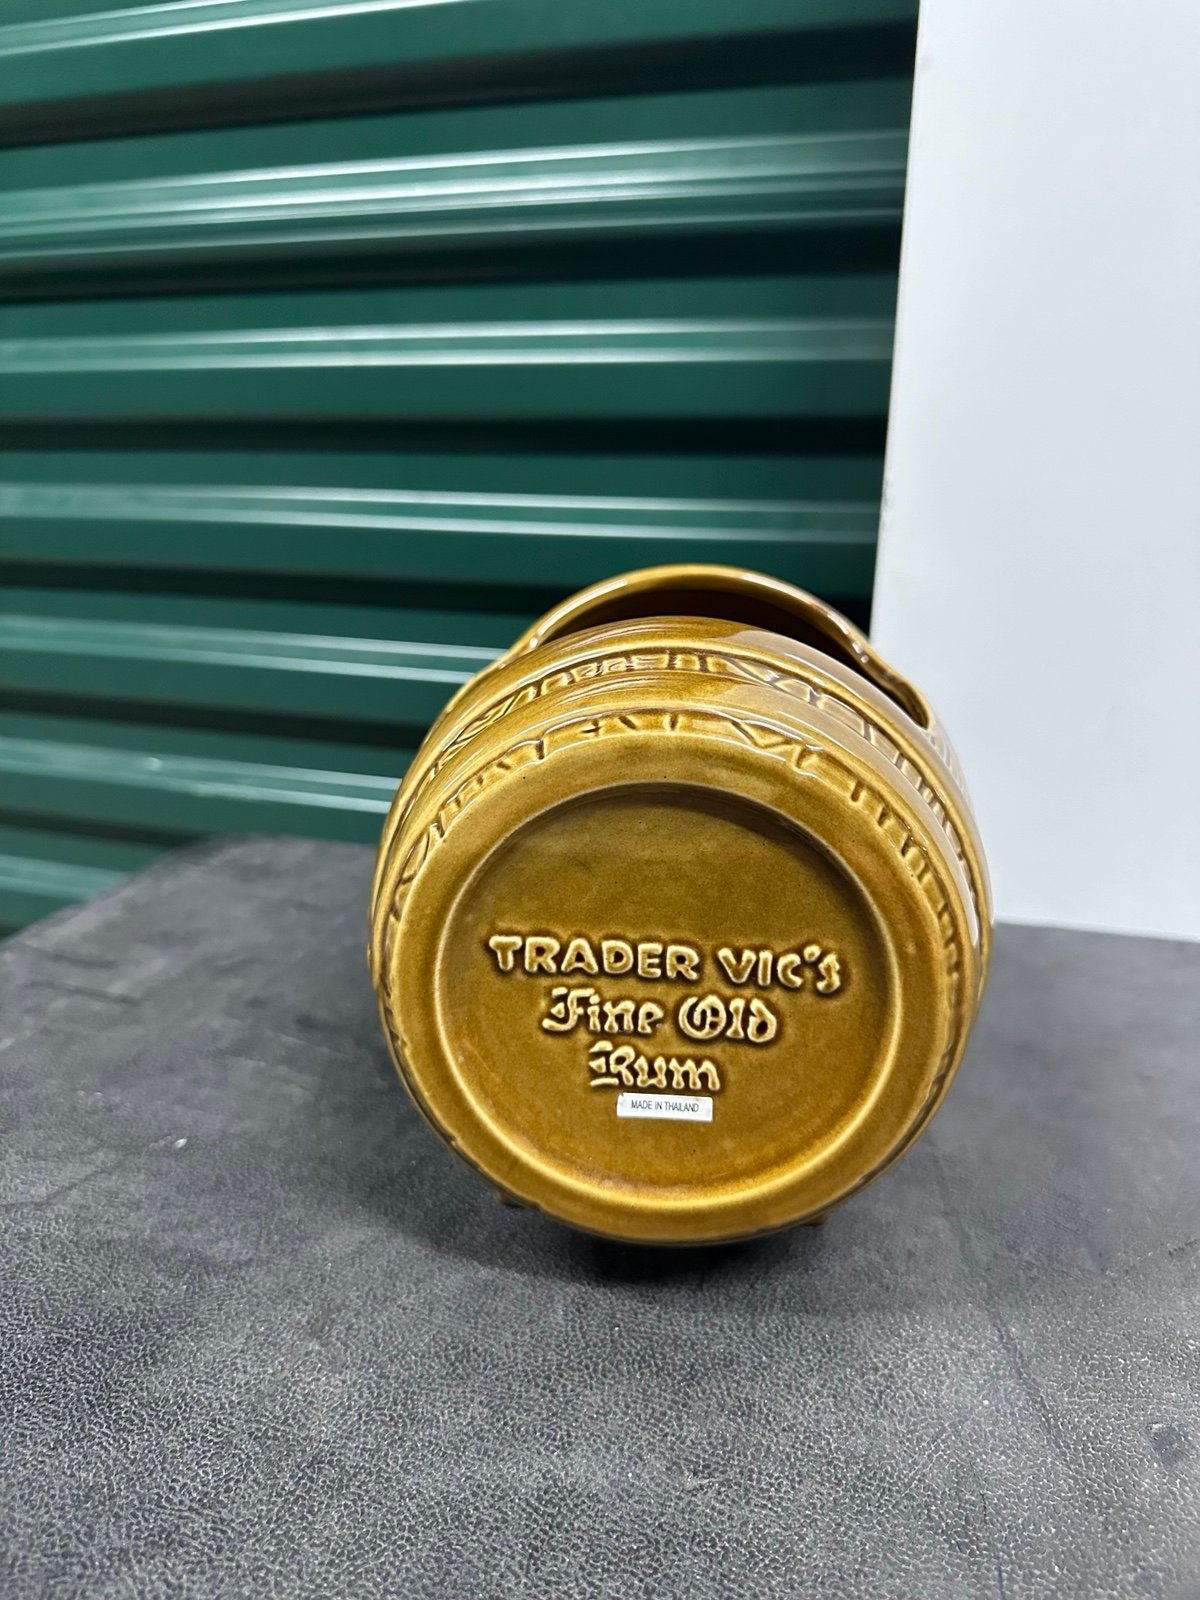 TRADER VIC'S
Fine Old
Rum
MADE IN THAILAND